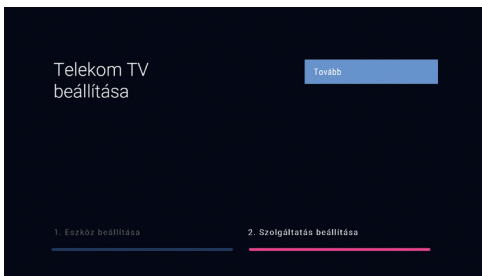 Telekom TV
beállítása
Tovább
1. Eszköz beállítása
2. Szolgáltatás beállítása